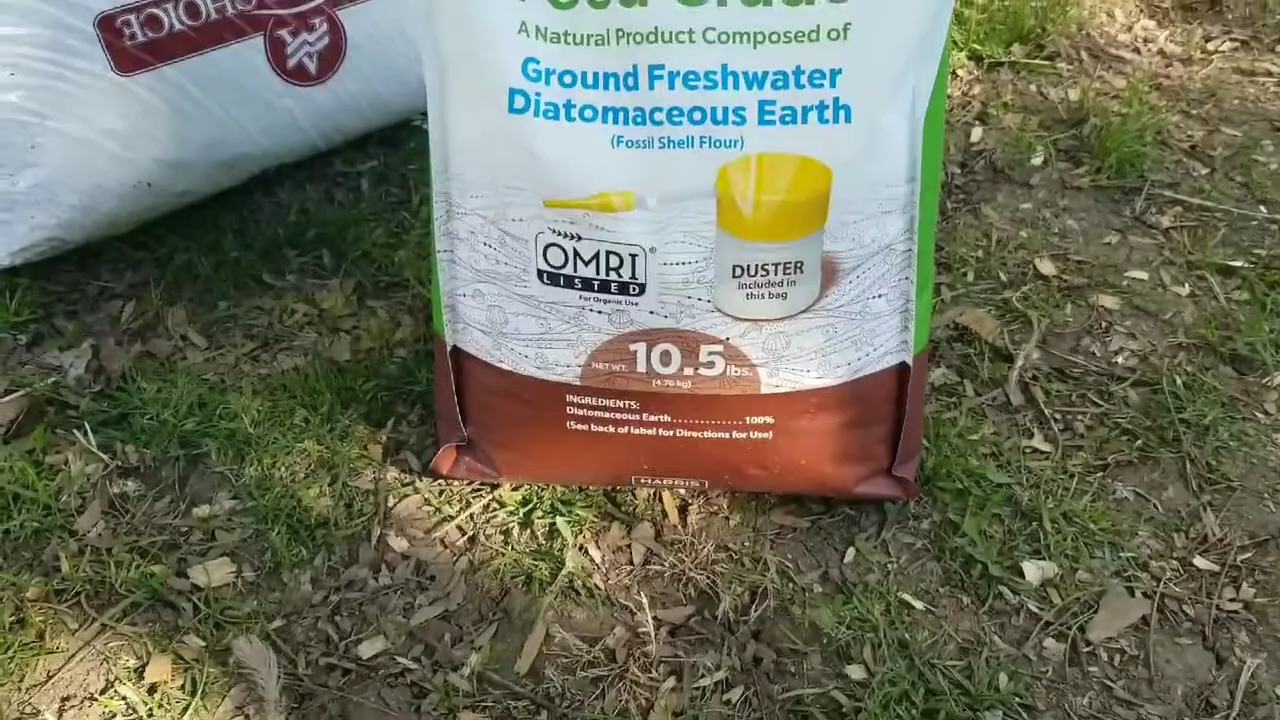 CHOICE
Food Grade
A Natural Product Composed of
Ground Freshwater
Diatomaceous Earth
(Fossil Shell Flour)
OMRI®
LISTED
For Organic Use
DUSTER
included in
this bag
NET WT. 10.5 lbs.
(4.76 kg)
INGREDIENTS:
Diatomaceous Earth ............. 100%
(See back of label for Directions for Use)
HARRIS